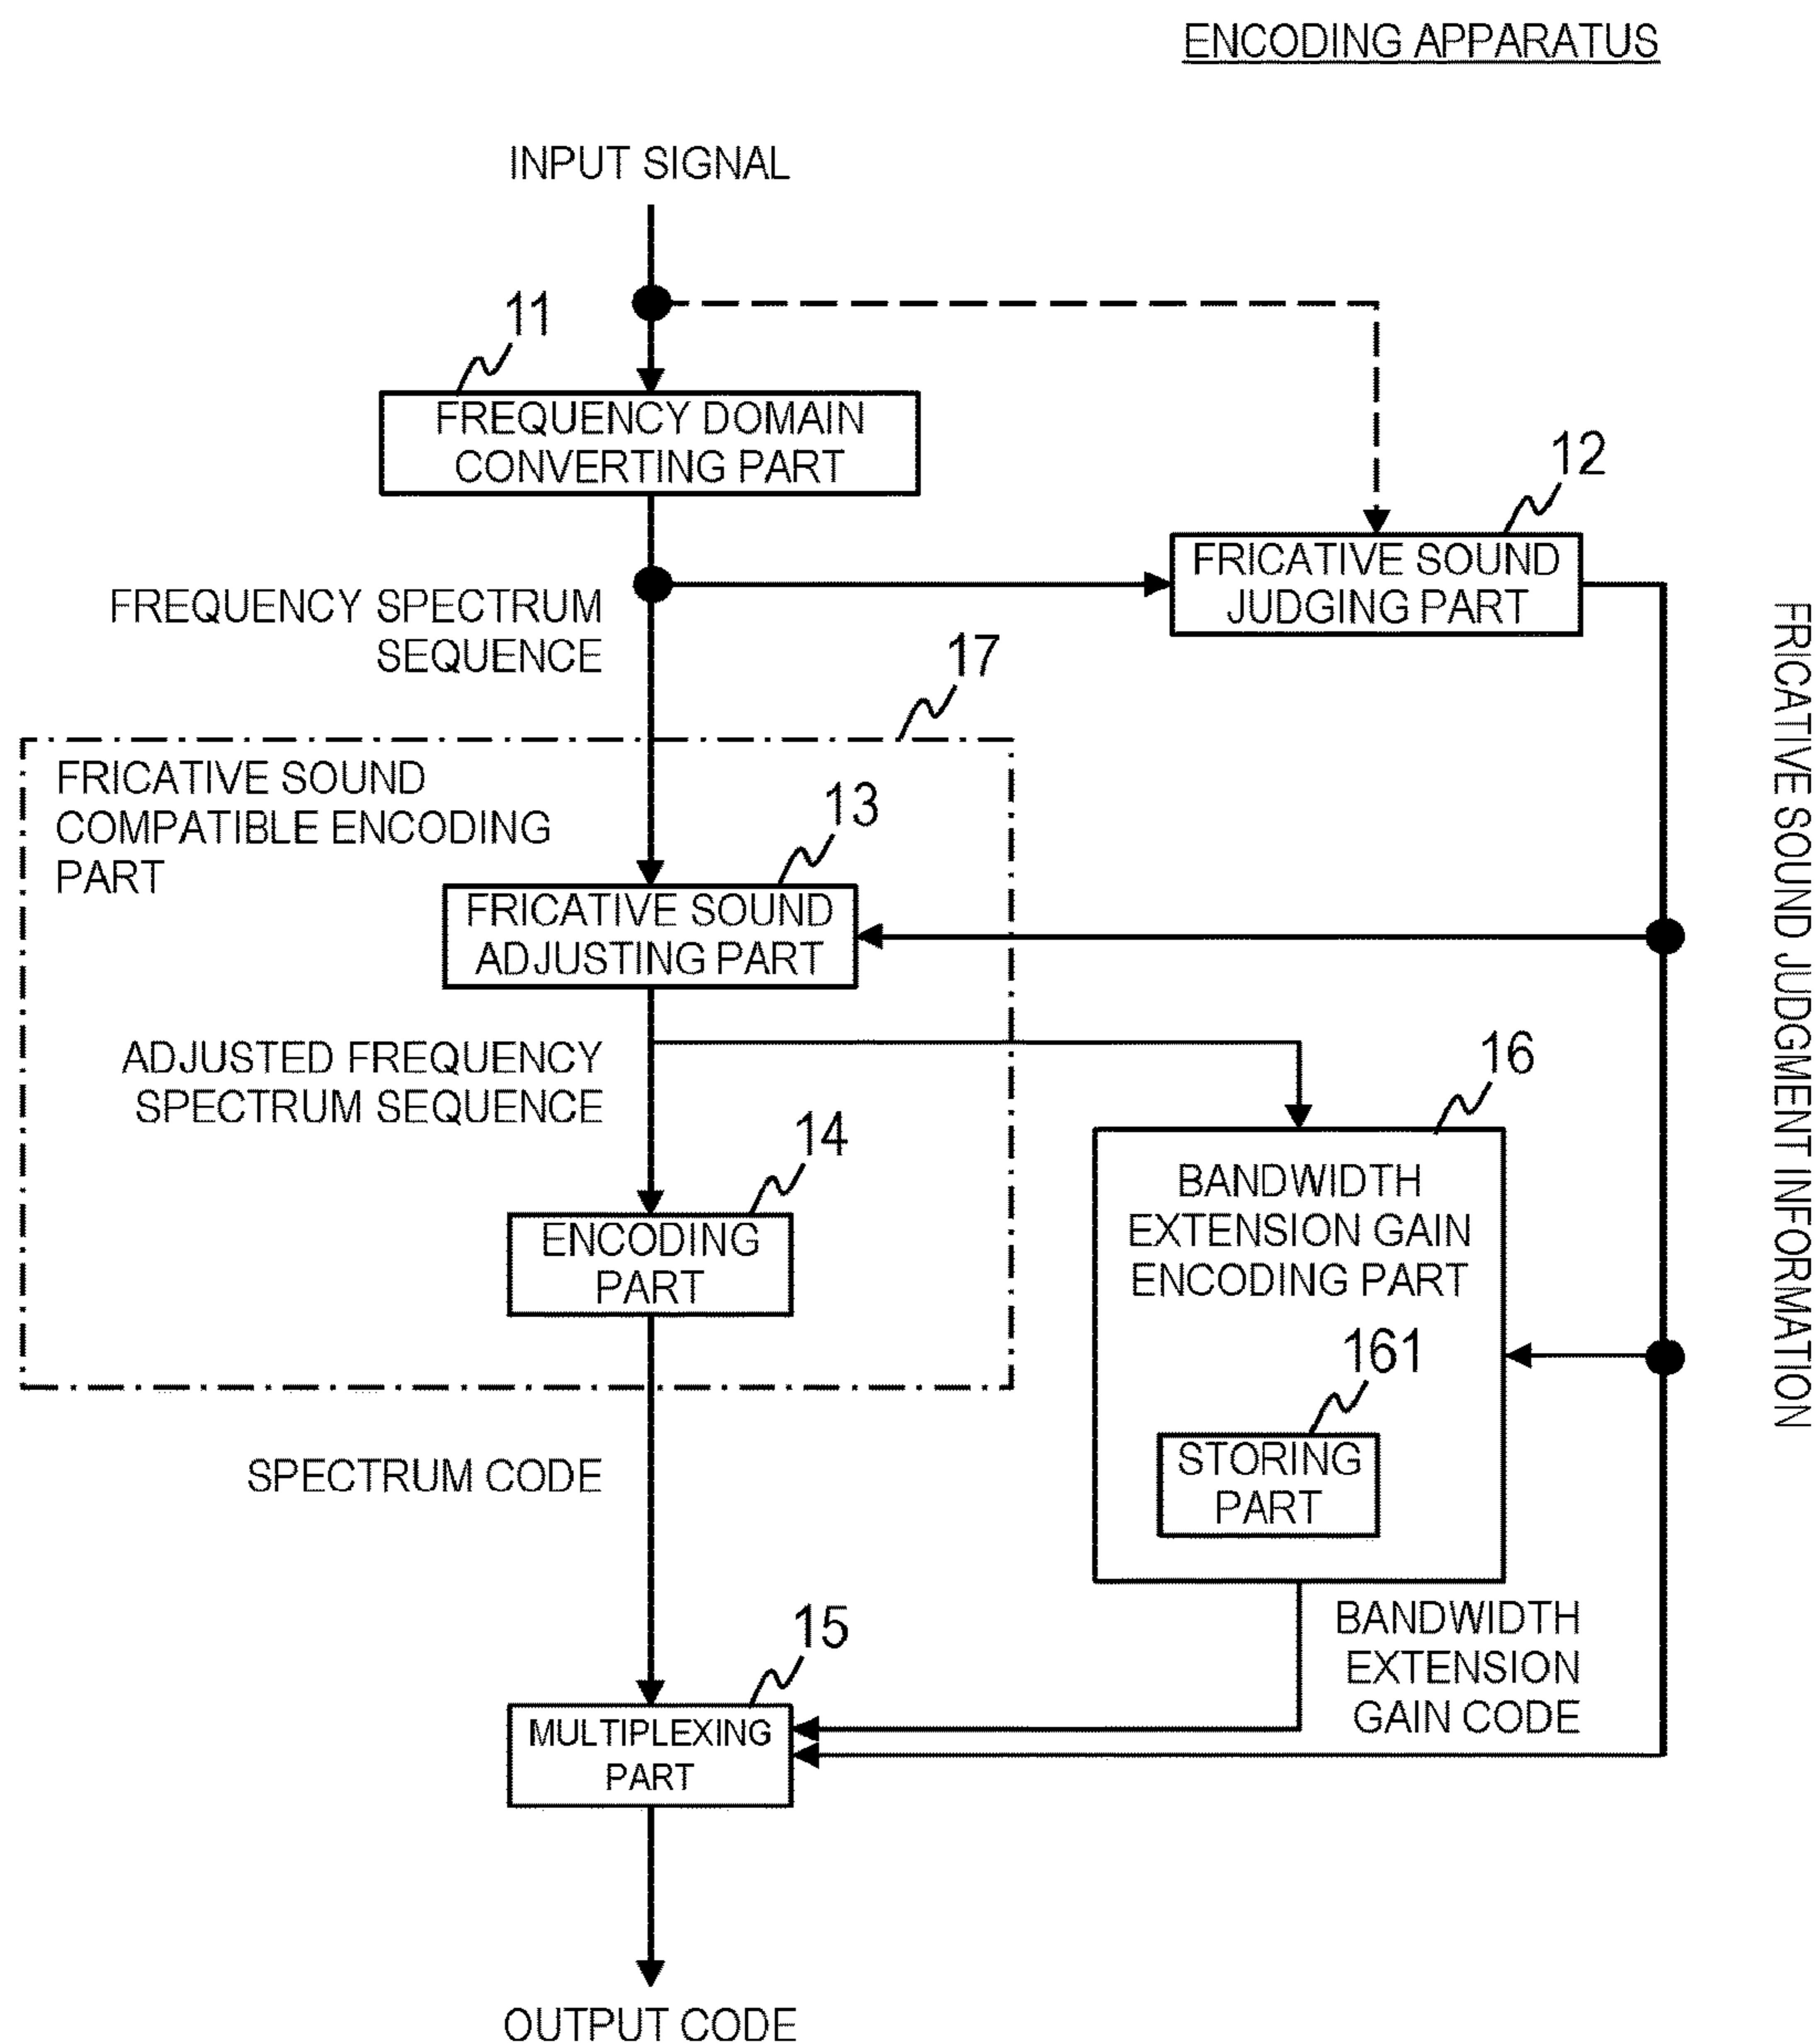 ENCODING APPARATUS
INPUT SIGNAL
11
FREQUENCY DOMAIN
CONVERTING PART
12
FRICATIVE SOUND
JUDGING PART
FREQUENCY SPECTRUM
SEQUENCE
FRICATIVE SOUND JUDGMENT INFORMATION
17
FRICATIVE SOUND
COMPATIBLE ENCODING
PART
13
FRICATIVE SOUND
ADJUSTING PART
ADJUSTED FREQUENCY
SPECTRUM SEQUENCE
16
BANDWIDTH
EXTENSION GAIN
ENCODING PART
14
ENCODING
PART
161
STORING
PART
SPECTRUM CODE
BANDWIDTH
EXTENSION
GAIN CODE
15
MULTIPLEXING
PART
OUTPUT CODE